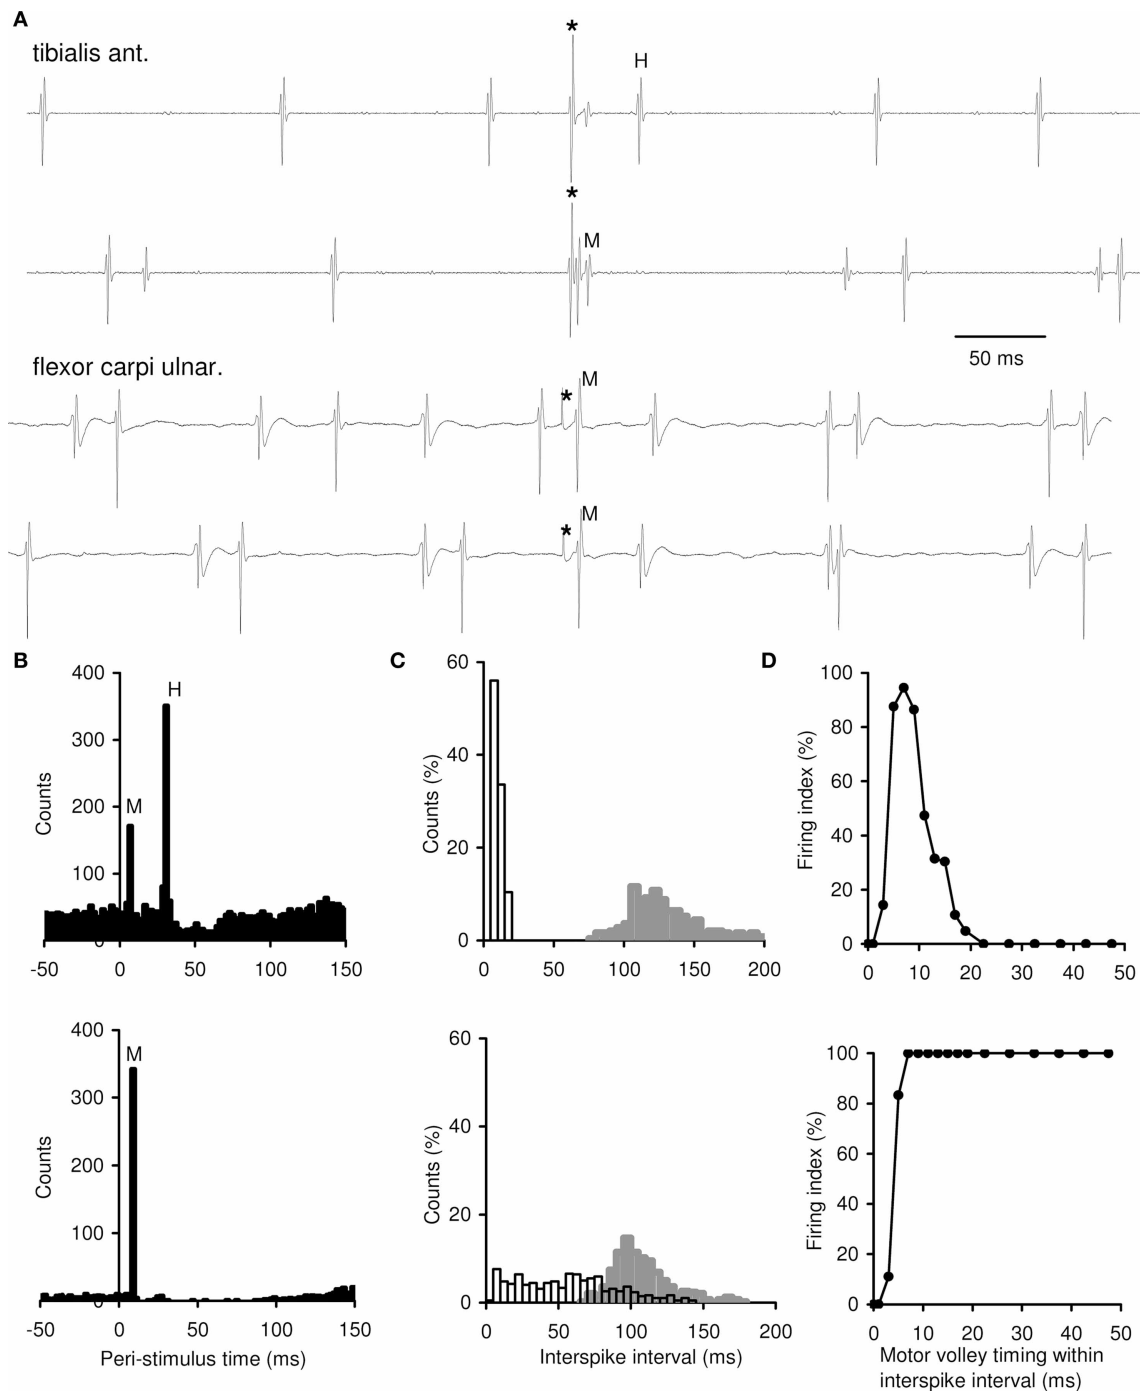 A
*
tibialis ant.
H
*
M
50 ms
flexor carpi ulnar.
M
*
M
*
B
C
D
400
300
200
100
0
Counts
M
H
-50 0 50 100 150
60
40
20
0
Counts (%)
0 50 100 150 200
100
80
60
40
20
0
Firing index (%)
0 10 20 30 40 50
400
300
200
100
0
Counts
M
-50 0 50 100 150
Peri-stimulus time (ms)
60
40
20
0
Counts (%)
0 50 100 150 200
Interspike interval (ms)
100
80
60
40
20
0
Firing index (%)
0 10 20 30 40 50
Motor volley timing within
interspike interval (ms)